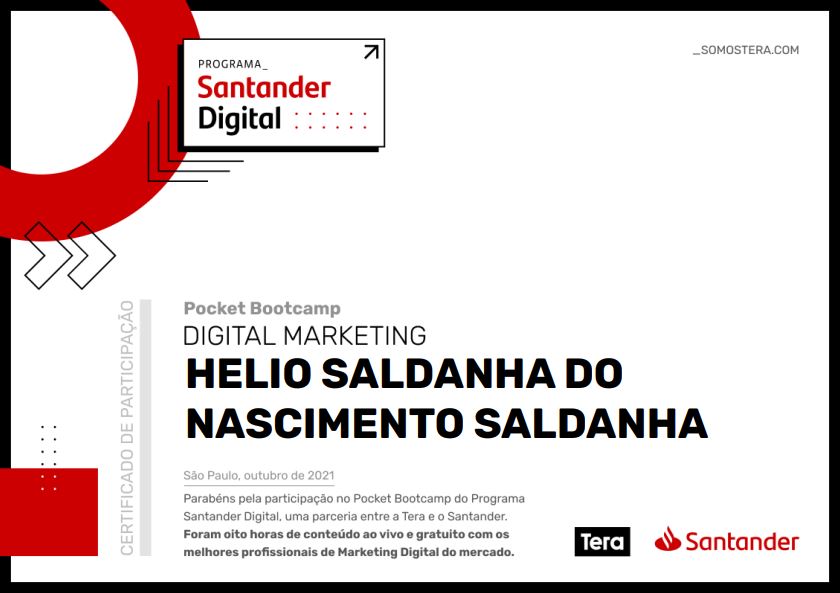 PROGRAMA_
Santander
Digital
_SOMOSTERA.COM
CERTIFICADO DE PARTICIPAÇÃO
Pocket Bootcamp
DIGITAL MARKETING
HELIO SALDANHA DO
NASCIMENTO SALDANHA
São Paulo, outubro de 2021
Parabéns pela participação no Pocket Bootcamp do Programa
Santander Digital, uma parceria entre a Tera e o Santander.
Foram oito horas de conteúdo ao vivo e gratuito com os
melhores profissionais de Marketing Digital do mercado.
Tera
Santander